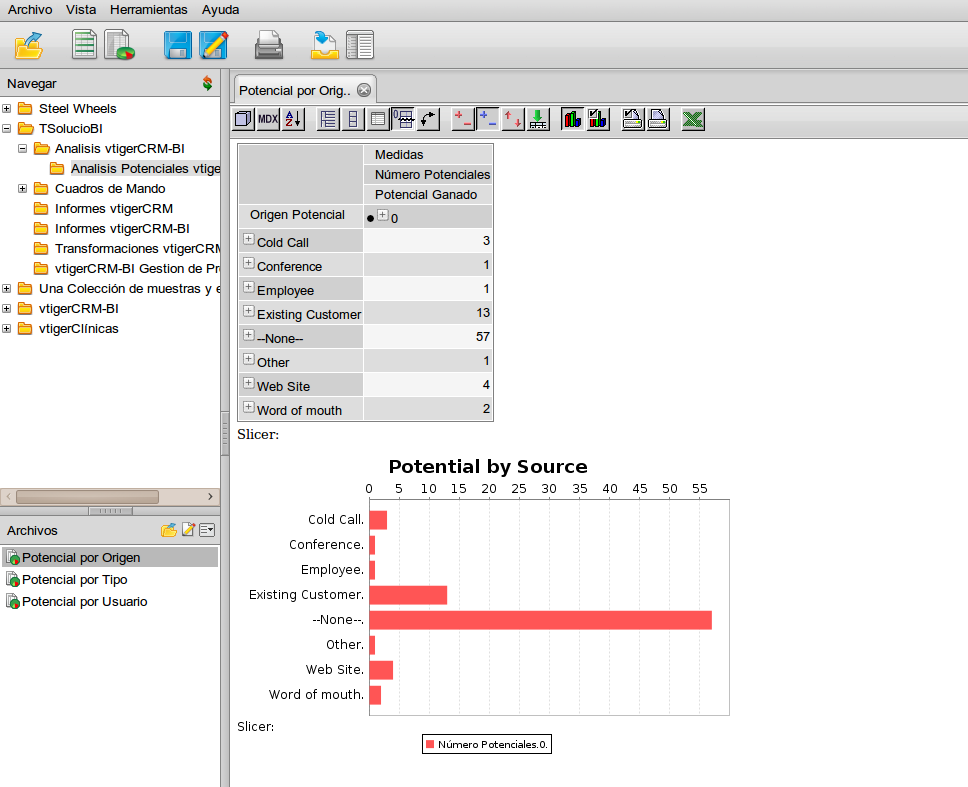 Archivo Vista Herramientas Ayuda
Navegar
Steel Wheels
TSolucioBI
Analisis vtigerCRM-BI
Analisis Potenciales vtige
Cuadros de Mando
Informes vtigerCRM
Informes vtigerCRM-BI
Transformaciones vtigerCRM
vtigerCRM-BI Gestion de Pr
Una Colección de muestras y e
vtigerCRM-BI
vtigerClínicas
Archivos
Potencial por Origen
Potencial por Tipo
Potencial por Usuario
Potencial por Orig..
MDX
Medidas
Número Potenciales
Potencial Ganado
Origen Potencial 0
Cold Call 3
Conference 1
Employee 1
Existing Customer 13
--None-- 57
Other 1
Web Site 4
Word of mouth 2
Slicer:
Potential by Source
0 5 10 15 20 25 30 35 40 45 50 55
Cold Call.
Conference.
Employee.
Existing Customer.
--None--.
Other.
Web Site.
Word of mouth.
Slicer:
Número Potenciales.0.